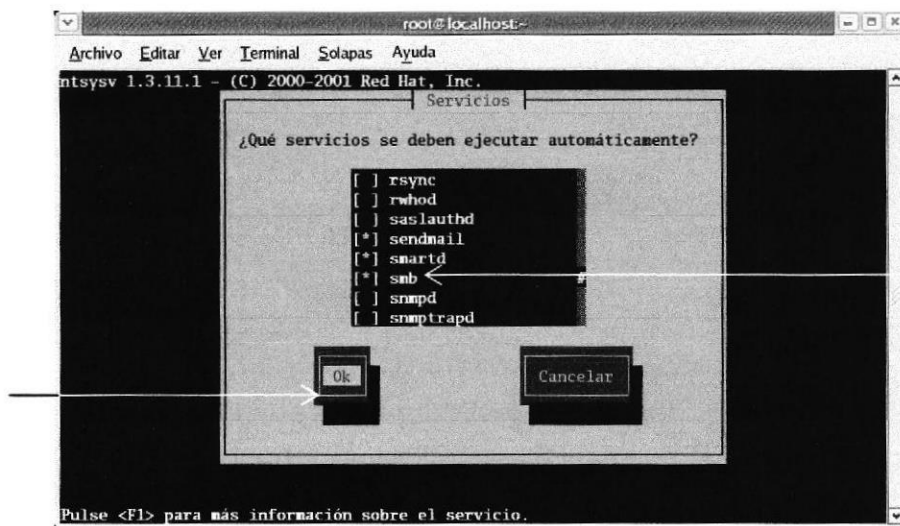 root@localhost:~
Archivo Editar Ver Terminal Solapas Ayuda
ntsysv 1.3.11.1 - (C) 2000-2001 Red Hat, Inc.
Servicios
¿Qué servicios se deben ejecutar automáticamente?
[ ] rsync
[ ] rwhod
[ ] saslauthd
[*] sendmail
[*] smartd
[*] smb #
[ ] snmpd
[ ] snmptrapd
Ok Cancelar
Pulse <F1> para más información sobre el servicio.